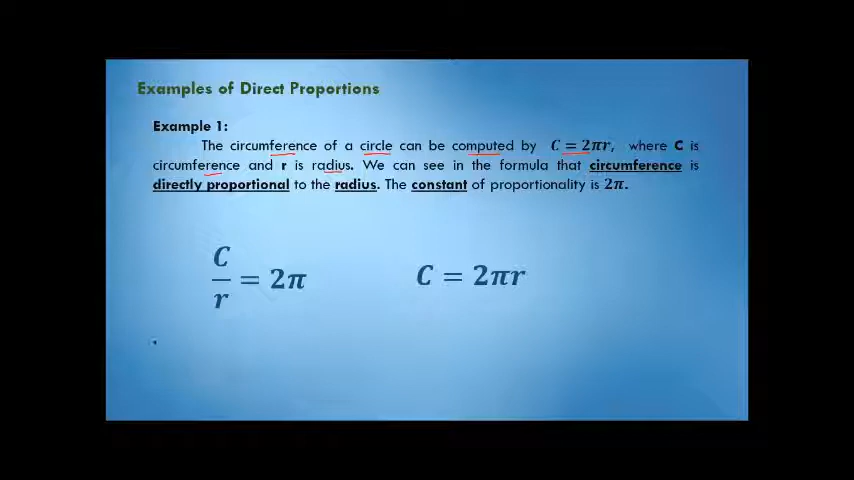 Examples of Direct Proportions
Example 1:
The circumference of a circle can be computed by C = 2πr, where C is
circumference and r is radius. We can see in the formula that circumference is
directly proportional to the radius. The constant of proportionality is 2π.
C/r = 2π
C = 2πr